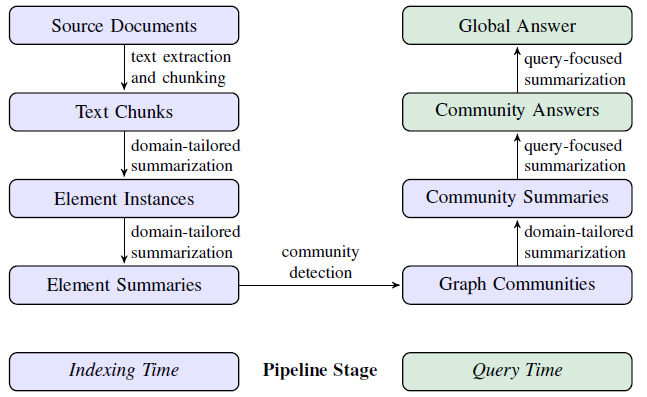 Source Documents
text extraction
and chunking
Text Chunks
domain-tailored
summarization
Element Instances
domain-tailored
summarization
Element Summaries
community
detection
Graph Communities
domain-tailored
summarization
Community Summaries
query-focused
summarization
Community Answers
query-focused
summarization
Global Answer
Indexing Time
Pipeline Stage
Query Time